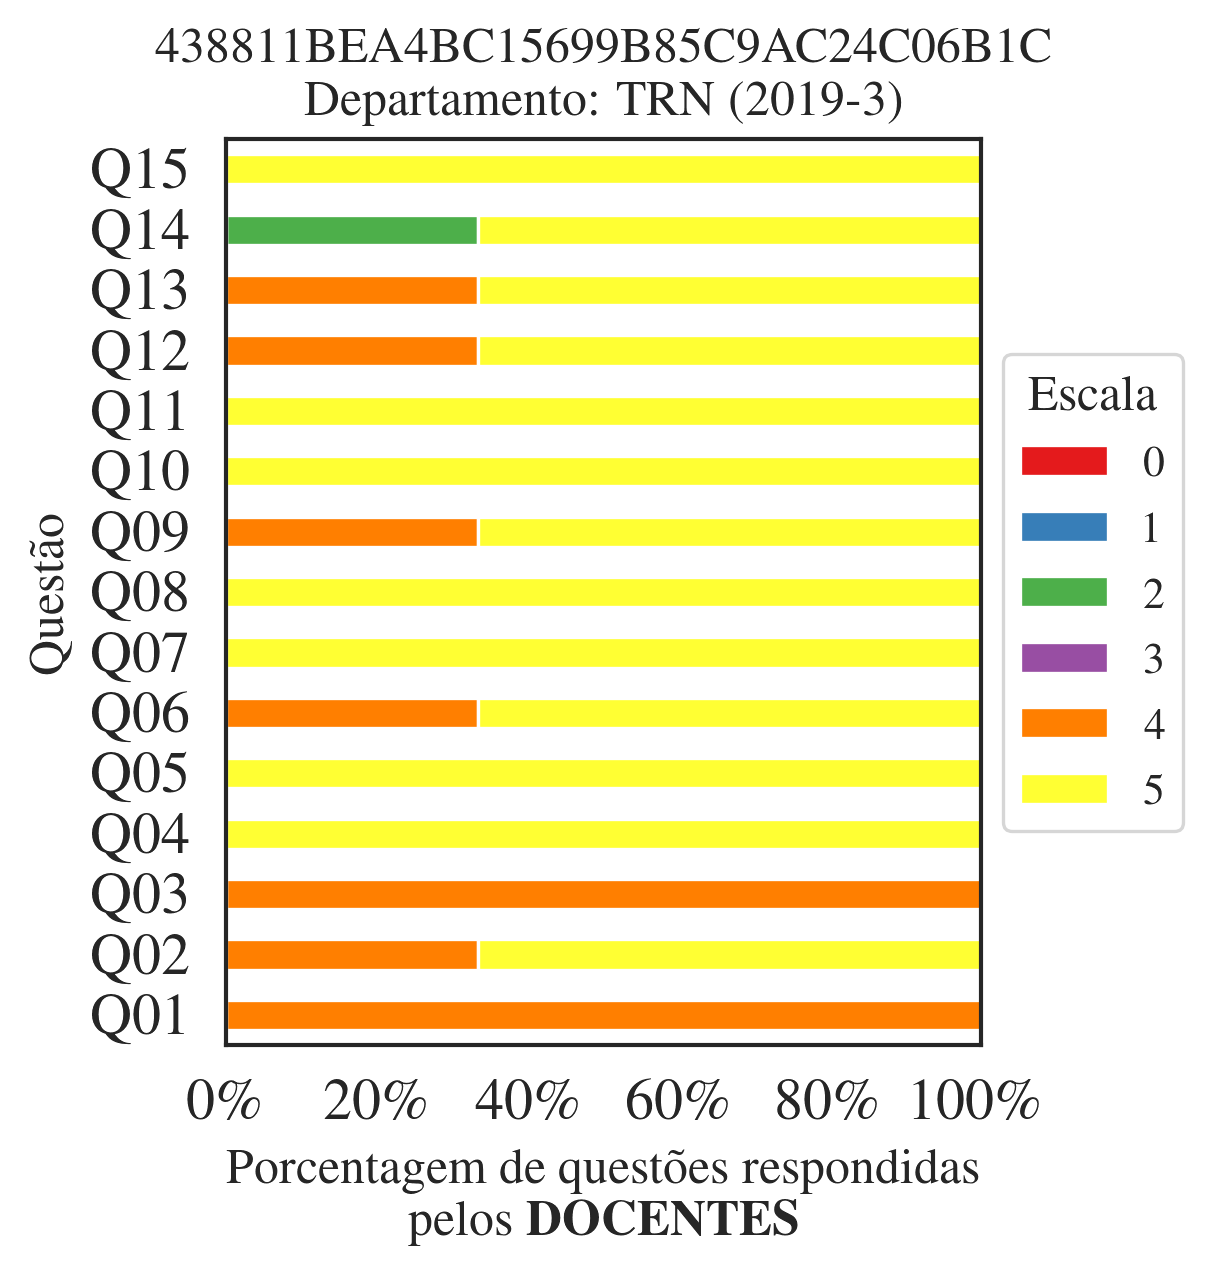 438811BEA4BC15699B85C9AC24C06B1C
Departamento: TRN (2019-3)
Q15
Q14
Q13
Q12
Q11
Q10
Q09
Q08
Q07
Q06
Q05
Q04
Q03
Q02
Q01
Questão
0% 20% 40% 60% 80% 100%
Porcentagem de questões respondidas
pelos DOCENTES
Escala
0
1
2
3
4
5